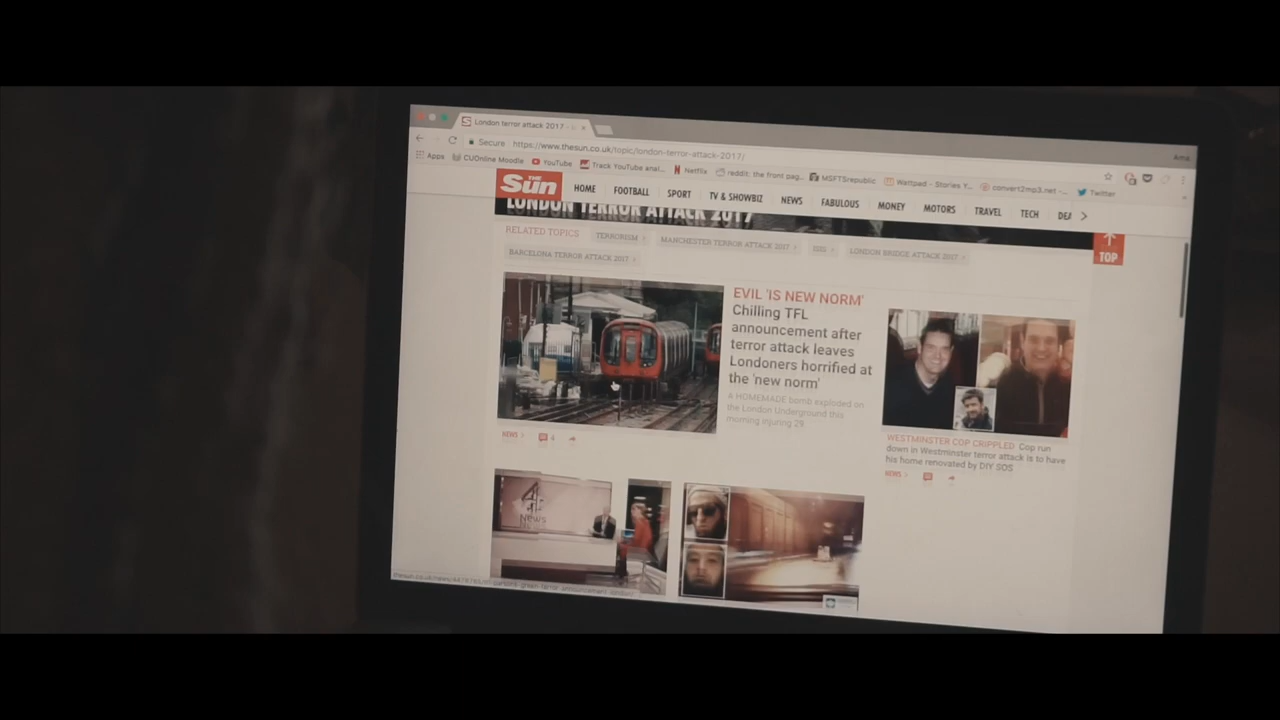 London terror attack 2017
Ama
Secure https://www.thesun.co.uk/topic/london-terror-attack-2017/
Apps CUOnline Moodle YouTube Track YouTube anal... Netflix reddit: the front pag... MSFTSrepublic Wattpad - Stories Y... convert2mp3.net -... Twitter
THE Sun
HOME FOOTBALL SPORT TV & SHOWBIZ NEWS FABULOUS MONEY MOTORS TRAVEL TECH DEA
LONDON TERROR ATTACK 2017
TOP
RELATED TOPICS TERRORISM MANCHESTER TERROR ATTACK 2017 ISIS LONDON BRIDGE ATTACK 2017
BARCELONA TERROR ATTACK 2017
EVIL 'IS NEW NORM'
Chilling TFL
announcement after
terror attack leaves
Londoners horrified at
the 'new norm'
A HOMEMADE bomb exploded on
the London Underground this
morning injuring 29
NEWS 4
WESTMINSTER COP CRIPPLED Cop run
down in Westminster terror attack is to have
his home renovated by DIY SOS
NEWS
4 News